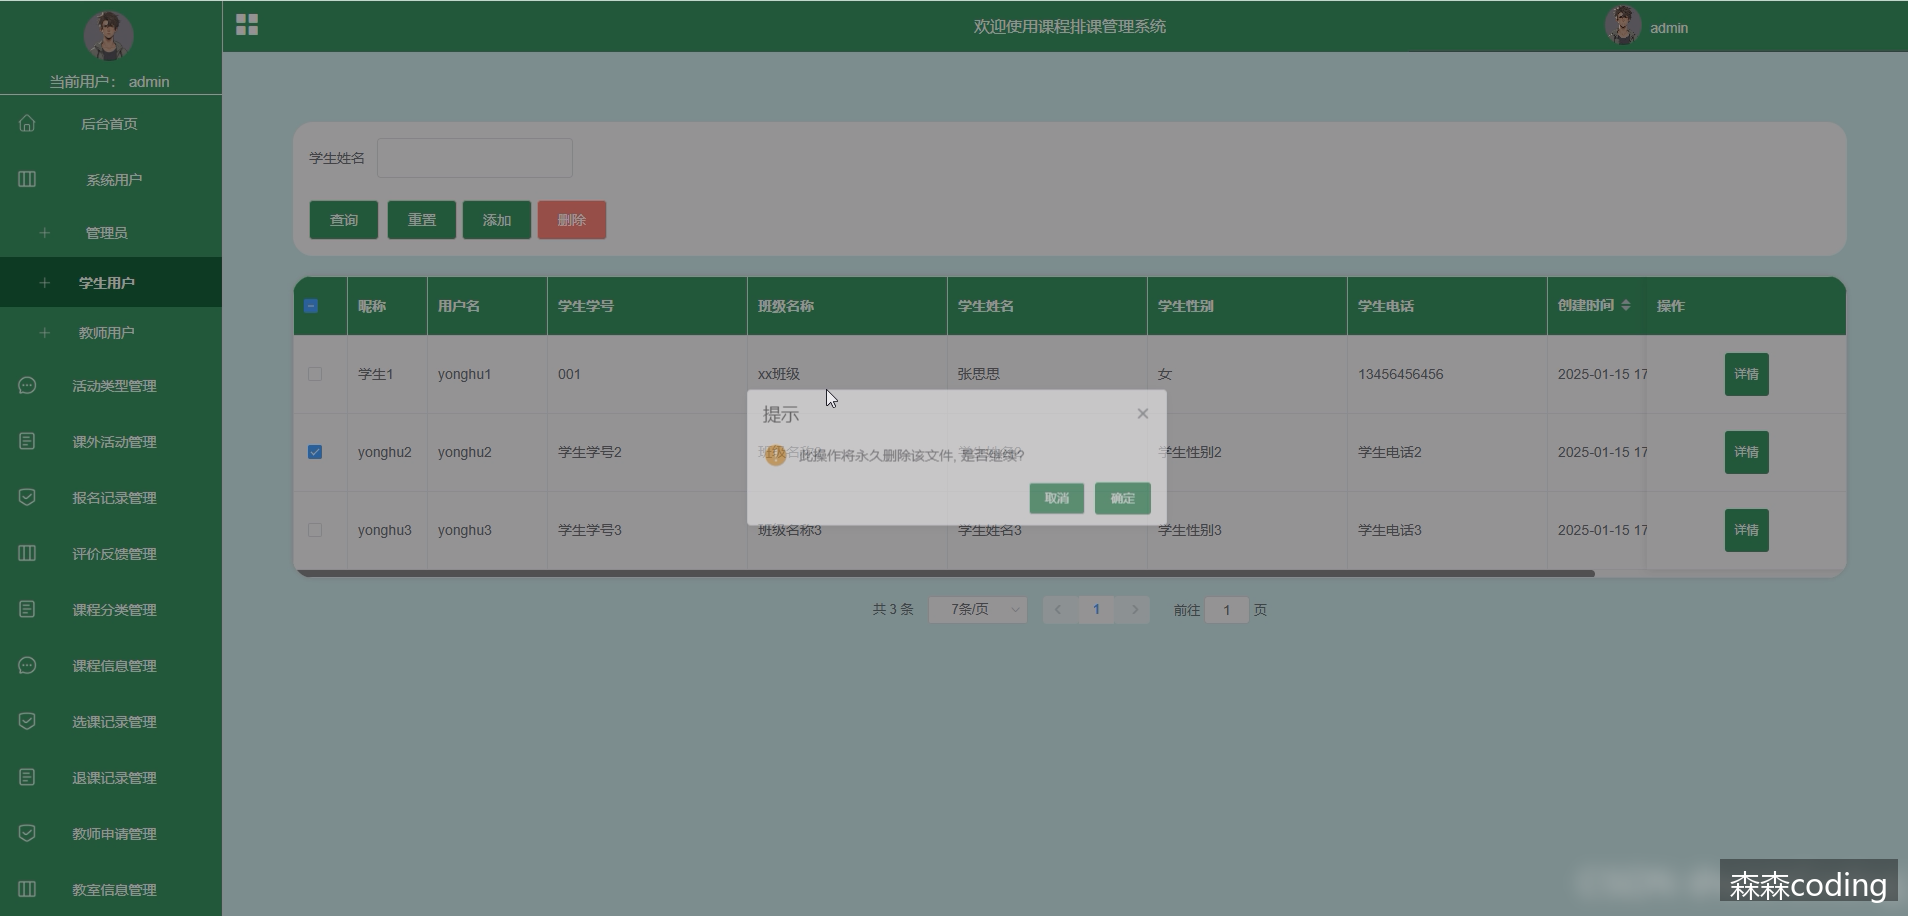 当前用户： admin
欢迎使用课程排课管理系统
admin
后台首页
系统用户
管理员
学生用户
教师用户
活动类型管理
课外活动管理
报名记录管理
评价反馈管理
课程分类管理
课程信息管理
选课记录管理
退课记录管理
教师申请管理
教室信息管理
学生姓名
查询 重置 添加 删除
昵称 用户名 学生学号 班级名称 学生姓名 学生性别 学生电话 创建时间 操作
学生1 yonghu1 001 xx班级 张思思 女 13456456456 2025-01-15 17 详情
yonghu2 yonghu2 学生学号2 学生性别2 学生电话2 2025-01-15 17 详情
yonghu3 yonghu3 学生学号3 班级名称3 学生姓名3 学生性别3 学生电话3 2025-01-15 17 详情
提示
此操作将永久删除该文件, 是否继续?
取消 确定
共 3 条 7条/页 1 前往 1 页
森森coding